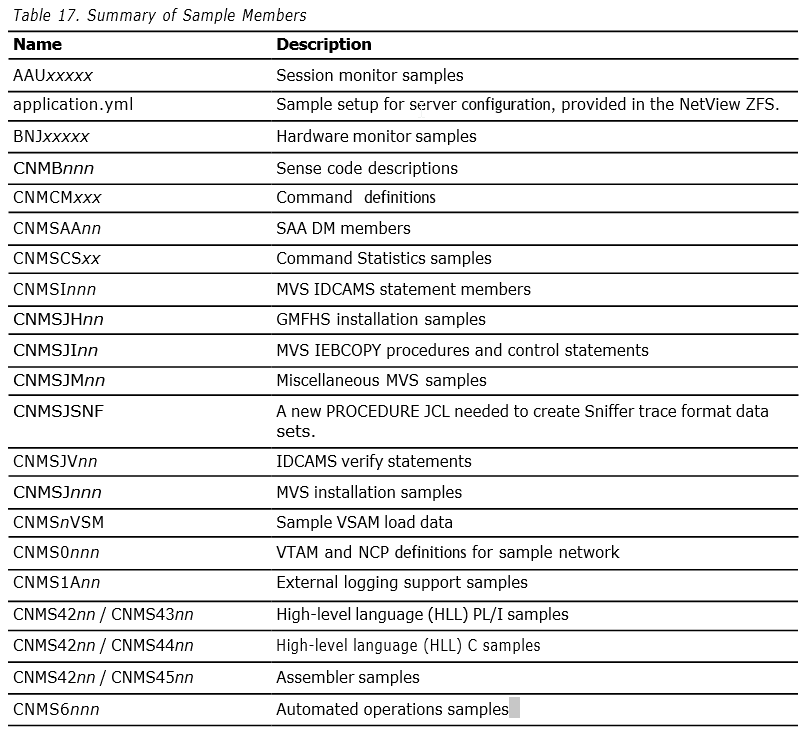 Table 17. Summary of Sample Members
Name Description
AAUxxxxx Session monitor samples
application.yml Sample setup for server configuration, provided in the NetView ZFS.
BNJxxxxx Hardware monitor samples
CNMBnnn Sense code descriptions
CNMCMxxx Command definitions
CNMSAAnn SAA DM members
CNMSCSxx Command Statistics samples
CNMSInnn MVS IDCAMS statement members
CNMSJHnn GMFHS installation samples
CNMSJInn MVS IEBCOPY procedures and control statements
CNMSJMnn Miscellaneous MVS samples
CNMSJSNF A new PROCEDURE JCL needed to create Sniffer trace format data
sets.
CNMSJVnn IDCAMS verify statements
CNMSJnnn MVS installation samples
CNMSnVSM Sample VSAM load data
CNMS0nnn VTAM and NCP definitions for sample network
CNMS1Ann External logging support samples
CNMS42nn / CNMS43nn High-level language (HLL) PL/I samples
CNMS42nn / CNMS44nn High-level language (HLL) C samples
CNMS42nn / CNMS45nn Assembler samples
CNMS6nnn Automated operations samples